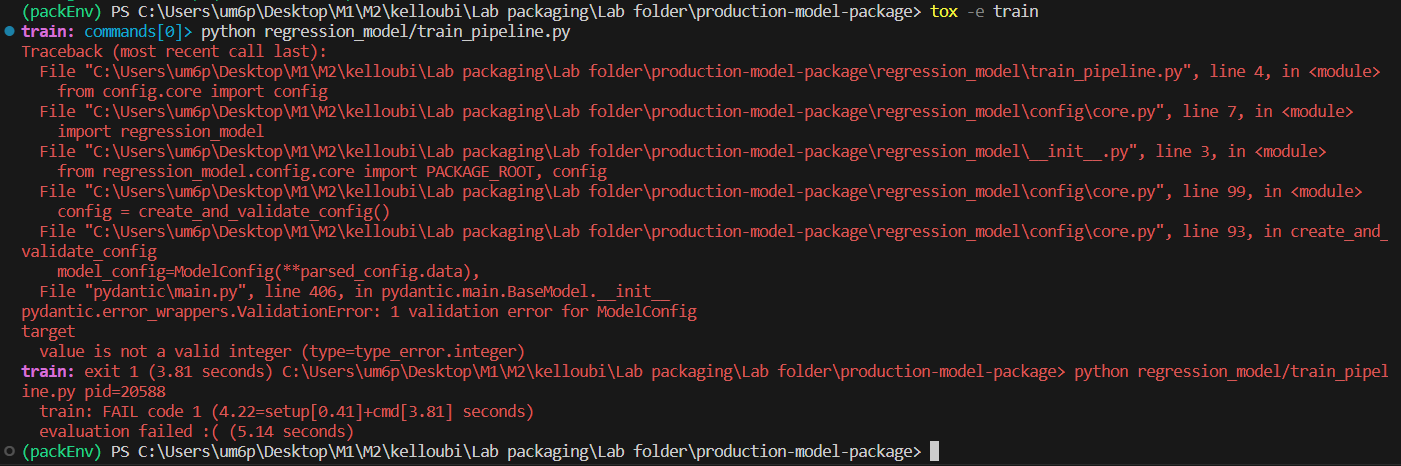 (packEnv) PS C:\Users\um6p\Desktop\M1\M2\kelloubi\Lab packaging\Lab folder\production-model-package> tox -e train
train: commands[0]> python regression_model/train_pipeline.py
Traceback (most recent call last):
  File "C:\Users\um6p\Desktop\M1\M2\kelloubi\Lab packaging\Lab folder\production-model-package\regression_model\train_pipeline.py", line 4, in <module>
    from config.core import config
  File "C:\Users\um6p\Desktop\M1\M2\kelloubi\Lab packaging\Lab folder\production-model-package\regression_model\config\core.py", line 7, in <module>
    import regression_model
  File "C:\Users\um6p\Desktop\M1\M2\kelloubi\Lab packaging\Lab folder\production-model-package\regression_model\__init__.py", line 3, in <module>
    from regression_model.config.core import PACKAGE_ROOT, config
  File "C:\Users\um6p\Desktop\M1\M2\kelloubi\Lab packaging\Lab folder\production-model-package\regression_model\config\core.py", line 99, in <module>
    config = create_and_validate_config()
  File "C:\Users\um6p\Desktop\M1\M2\kelloubi\Lab packaging\Lab folder\production-model-package\regression_model\config\core.py", line 93, in create_and_
validate_config
    model_config=ModelConfig(**parsed_config.data),
  File "pydantic\main.py", line 406, in pydantic.main.BaseModel.__init__
pydantic.error_wrappers.ValidationError: 1 validation error for ModelConfig
target
  value is not a valid integer (type=type_error.integer)
train: exit 1 (3.81 seconds) C:\Users\um6p\Desktop\M1\M2\kelloubi\Lab packaging\Lab folder\production-model-package> python regression_model/train_pipel
ine.py pid=20588
  train: FAIL code 1 (4.22=setup[0.41]+cmd[3.81] seconds)
  evaluation failed :( (5.14 seconds)
(packEnv) PS C:\Users\um6p\Desktop\M1\M2\kelloubi\Lab packaging\Lab folder\production-model-package>